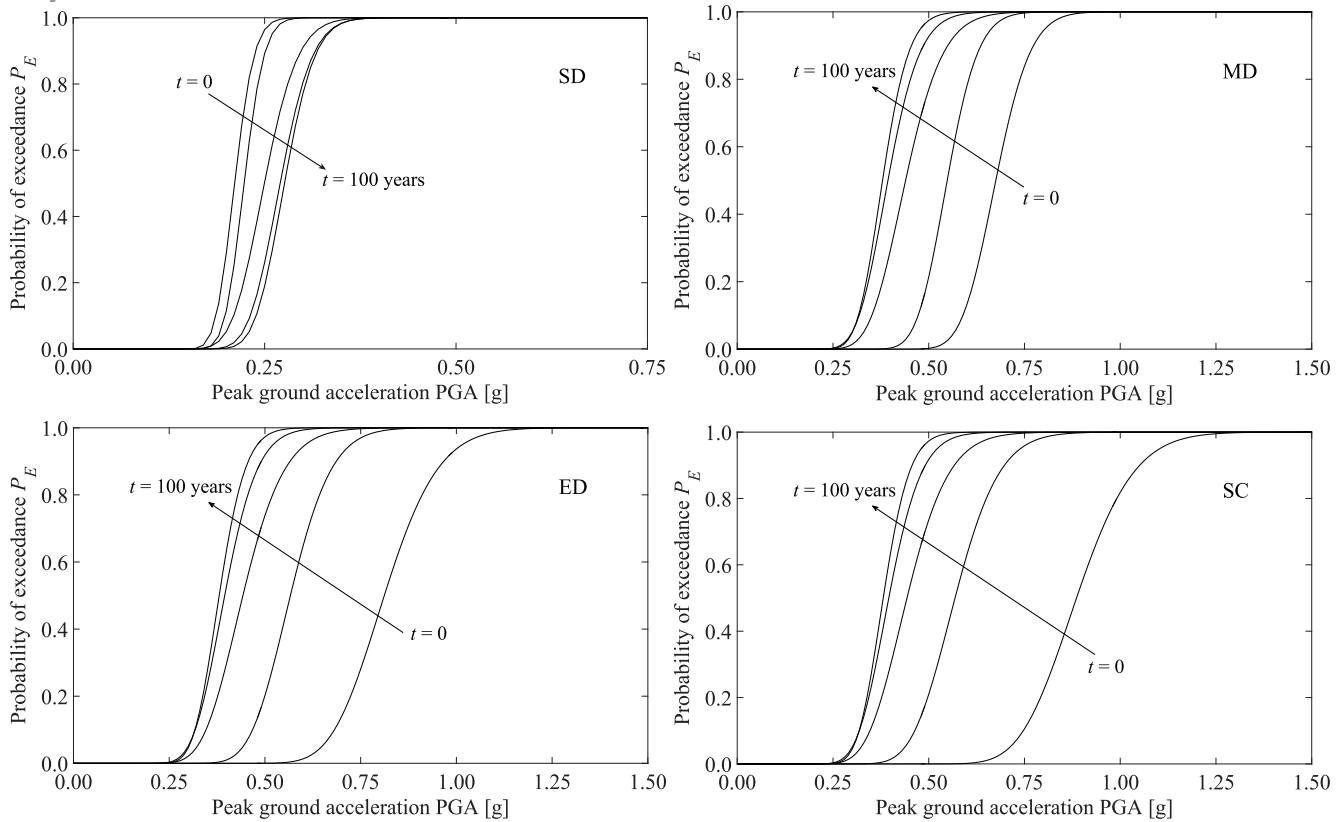 Probability of exceedance P_E
1.0
0.8
0.6
0.4
0.2
0.0
t = 0
t = 100 years
SD
0.00
0.25
0.50
0.75
Peak ground acceleration PGA [g]
Probability of exceedance P_E
1.0
0.8
0.6
0.4
0.2
0.0
t = 100 years
t = 0
MD
0.00
0.25
0.50
0.75
1.00
1.25
1.50
Peak ground acceleration PGA [g]
Probability of exceedance P_E
1.0
0.8
0.6
0.4
0.2
0.0
t = 100 years
t = 0
ED
0.00
0.25
0.50
0.75
1.00
1.25
1.50
Peak ground acceleration PGA [g]
Probability of exceedance P_E
1.0
0.8
0.6
0.4
0.2
0.0
t = 100 years
t = 0
SC
0.00
0.25
0.50
0.75
1.00
1.25
1.50
Peak ground acceleration PGA [g]